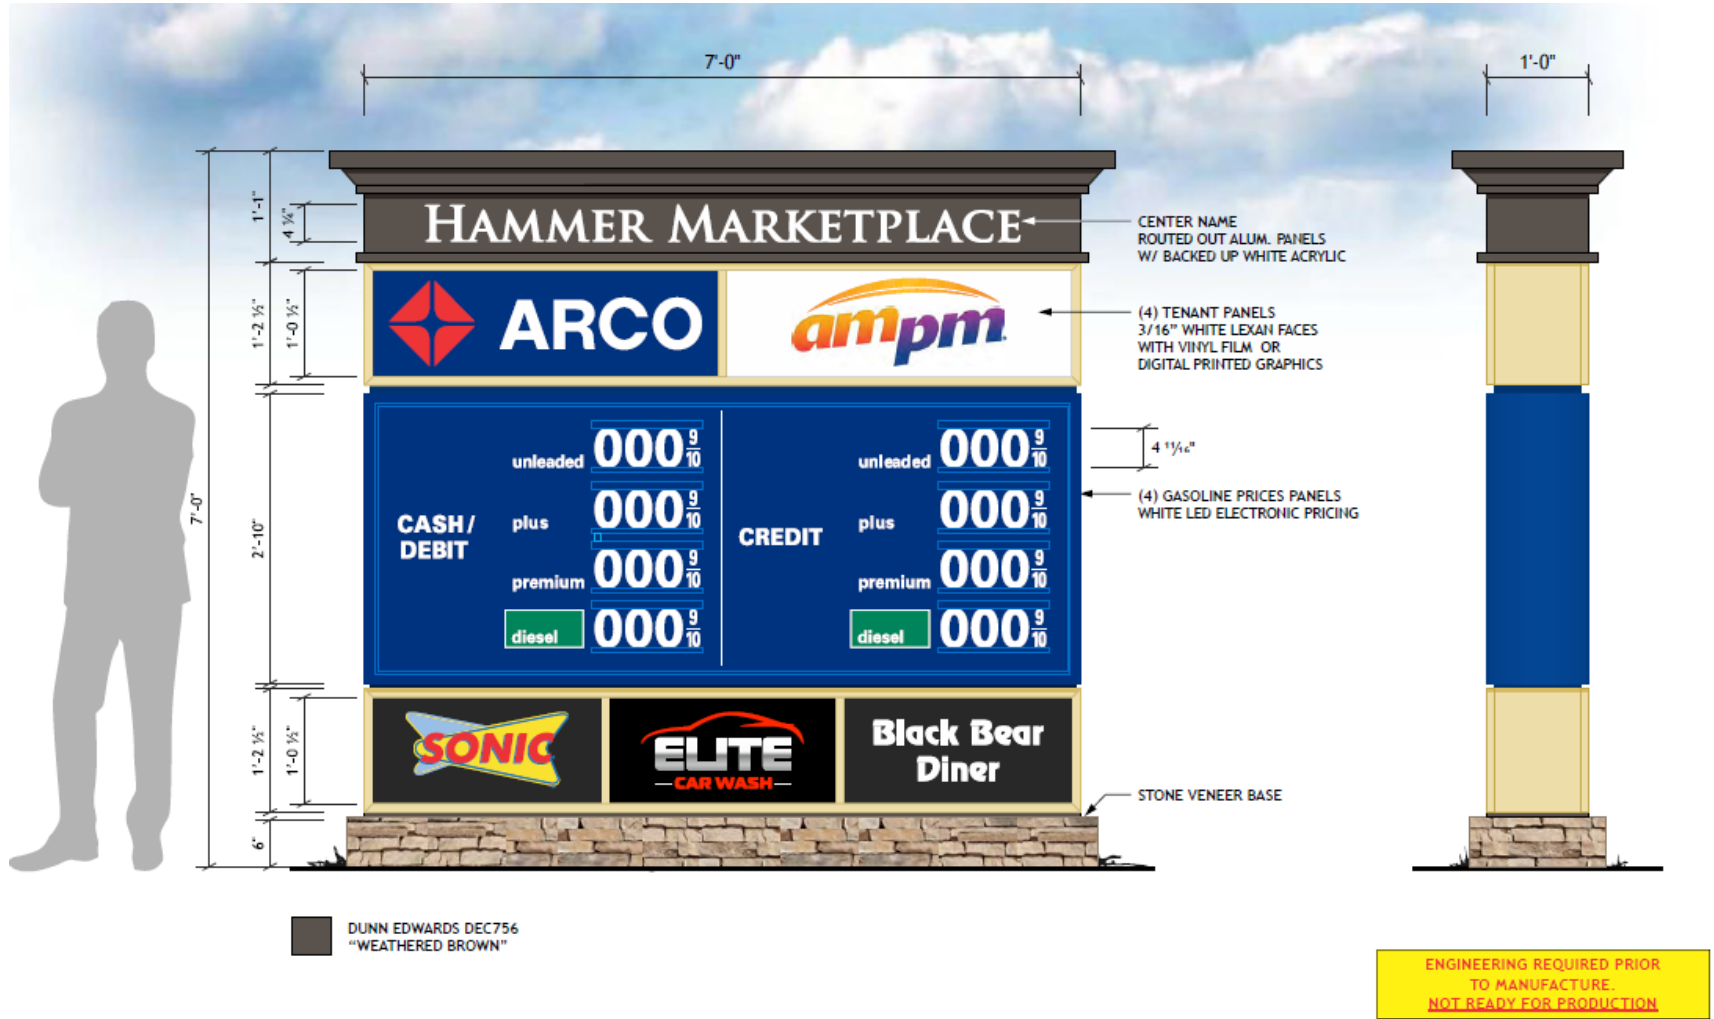 7'-0"
1'-0"
1'-1"
4 ¼"
HAMMER MARKETPLACE
CENTER NAME
ROUTED OUT ALUM. PANELS
W/ BACKED UP WHITE ACRYLIC
1'-2 ½"
1'-0 ½"
ARCO
ampm
(4) TENANT PANELS
3/16" WHITE LEXAN FACES
WITH VINYL FILM OR
DIGITAL PRINTED GRAPHICS
7'-0"
2'-10"
CASH/
DEBIT
unleaded 000 9/10
plus 000 9/10
premium 000 9/10
diesel 000 9/10
CREDIT
unleaded 000 9/10
plus 000 9/10
premium 000 9/10
diesel 000 9/10
4 11/16"
(4) GASOLINE PRICES PANELS
WHITE LED ELECTRONIC PRICING
1'-2 ½"
1'-0 ½"
SONIC
ELITE
CAR WASH
Black Bear
Diner
STONE VENEER BASE
6"
DUNN EDWARDS DEC756
“WEATHERED BROWN”
ENGINEERING REQUIRED PRIOR
TO MANUFACTURE.
NOT READY FOR PRODUCTION